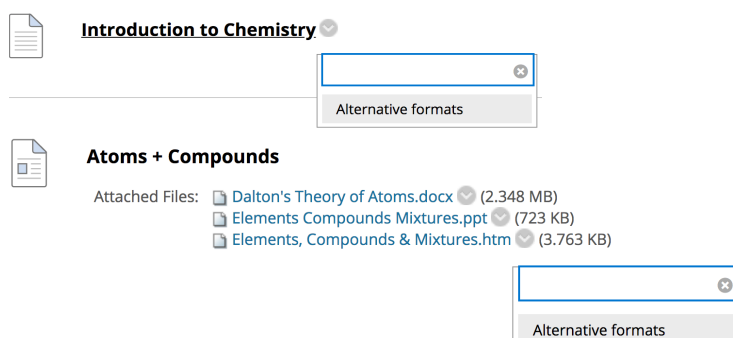 Introduction to Chemistry
Alternative formats
Atoms + Compounds
Attached Files: Dalton's Theory of Atoms.docx (2.348 MB)
Elements Compounds Mixtures.ppt (723 KB)
Elements, Compounds & Mixtures.htm (3.763 KB)
Alternative formats